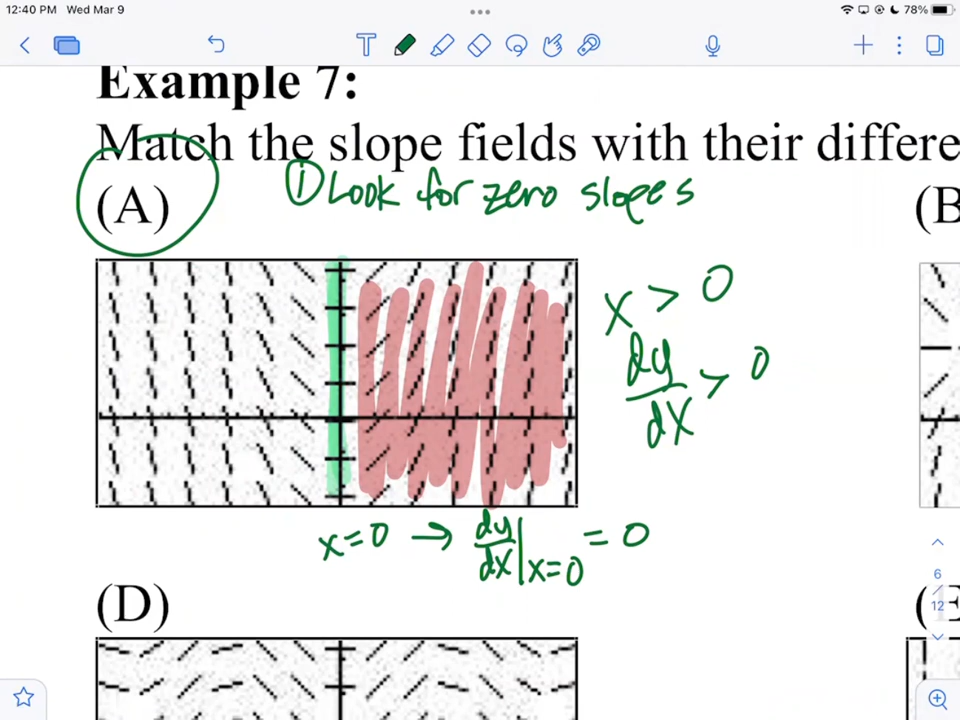 12:40 PM Wed Mar 9
78%
T
Example 7:
Match the slope fields with their differe
(A)
① Look for zero slopes
(B
x > 0
dy/dx > 0
x=0 → dy/dx|x=0 = 0
6
/
12
(D)
(E